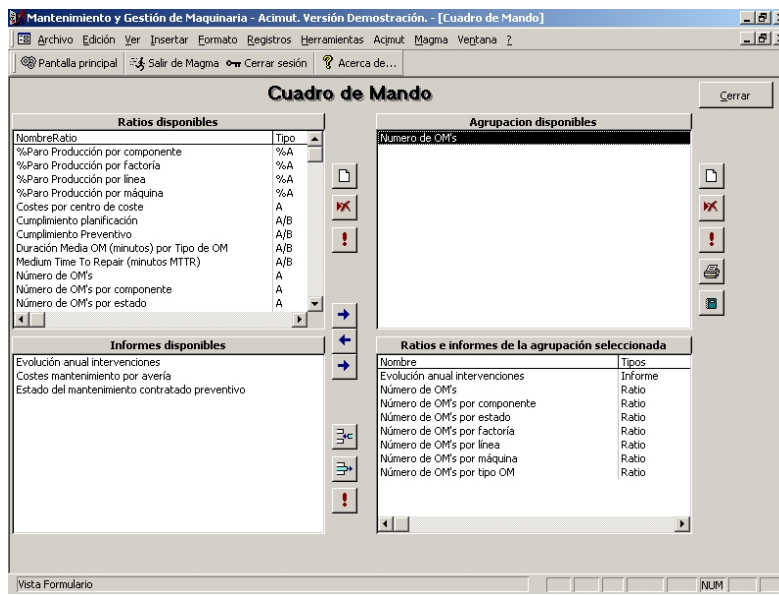 Mantenimiento y Gestión de Maquinaria - Acimut. Versión Demostración. - [Cuadro de Mando]
Archivo Edición Ver Insertar Formato Registros Herramientas Acimut Magma Ventana ?
Pantalla principal Salir de Magma Cerrar sesión Acerca de...
Cuadro de Mando
Cerrar
Ratios disponibles
NombreRatio Tipo
%Paro Producción por componente %A
%Paro Producción por factoría %A
%Paro Producción por línea %A
%Paro Producción por máquina %A
Costes por centro de coste A
Cumplimiento planificación A/B
Cumplimiento Preventivo A/B
Duración Media OM (minutos) por Tipo de OM A/B
Medium Time To Repair (minutos MTTR) A/B
Número de OM's A
Número de OM's por componente A
Número de OM's por estado A
Agrupacion disponibles
Numero de OM's
Informes disponibles
Evolución anual intervenciones
Costes mantenimiento por avería
Estado del mantenimiento contratado preventivo
Ratios e informes de la agrupación seleccionada
Nombre Tipos
Evolución anual intervenciones Informe
Número de OM's Ratio
Número de OM's por componente Ratio
Número de OM's por estado Ratio
Número de OM's por factoría Ratio
Número de OM's por línea Ratio
Número de OM's por máquina Ratio
Número de OM's por tipo OM Ratio
Vista Formulario NUM